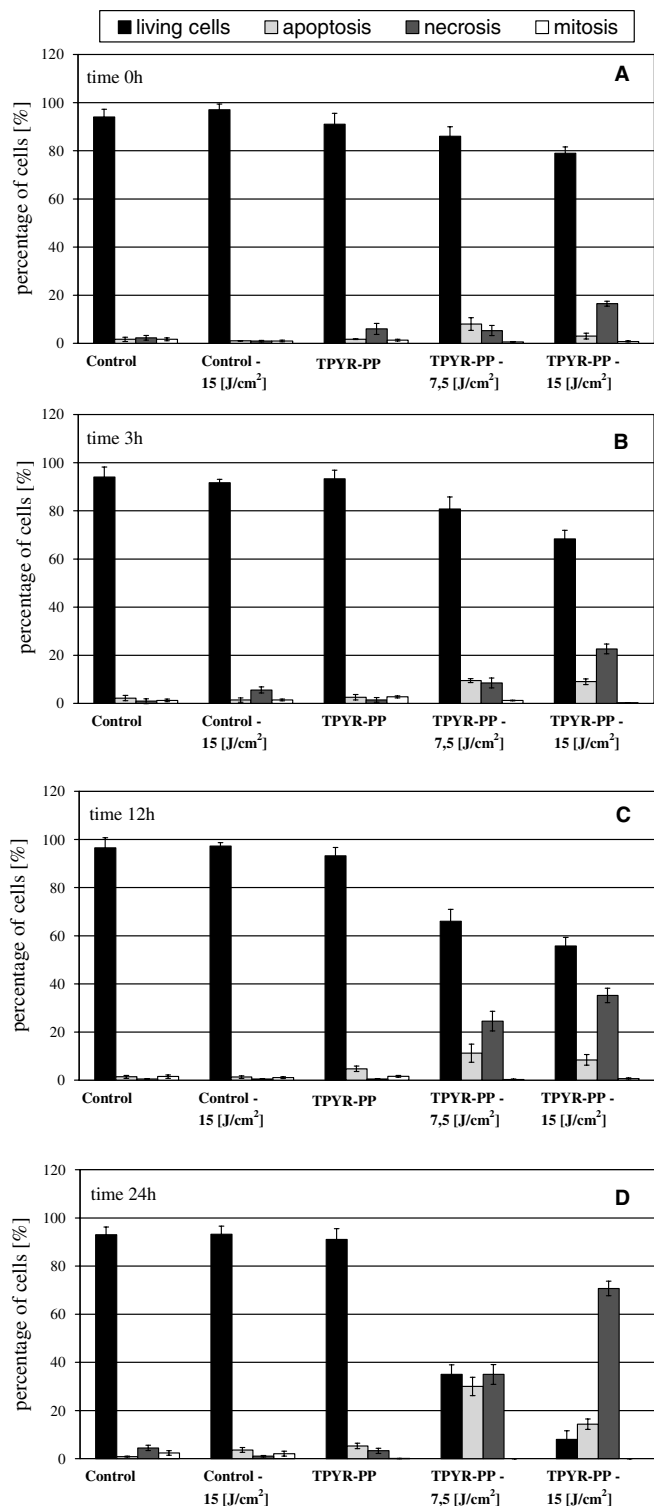 living cells apoptosis necrosis mitosis
120
time 0h
A
100
80
60
40
20
0
percentage of cells [%]
Control
Control -
15 [J/cm²]
TPYR-PP
TPYR-PP -
7,5 [J/cm²]
TPYR-PP -
15 [J/cm²]
120
time 3h
B
100
80
60
40
20
0
percentage of cells [%]
Control
Control -
15 [J/cm²]
TPYR-PP
TPYR-PP -
7,5 [J/cm²]
TPYR-PP -
15 [J/cm²]
120
time 12h
C
100
80
60
40
20
0
percentage of cells [%]
Control
Control -
15 [J/cm²]
TPYR-PP
TPYR-PP -
7,5 [J/cm²]
TPYR-PP -
15 [J/cm²]
120
time 24h
D
100
80
60
40
20
0
percentage of cells [%]
Control
Control -
15 [J/cm²]
TPYR-PP
TPYR-PP -
7,5 [J/cm²]
TPYR-PP -
15 [J/cm²]